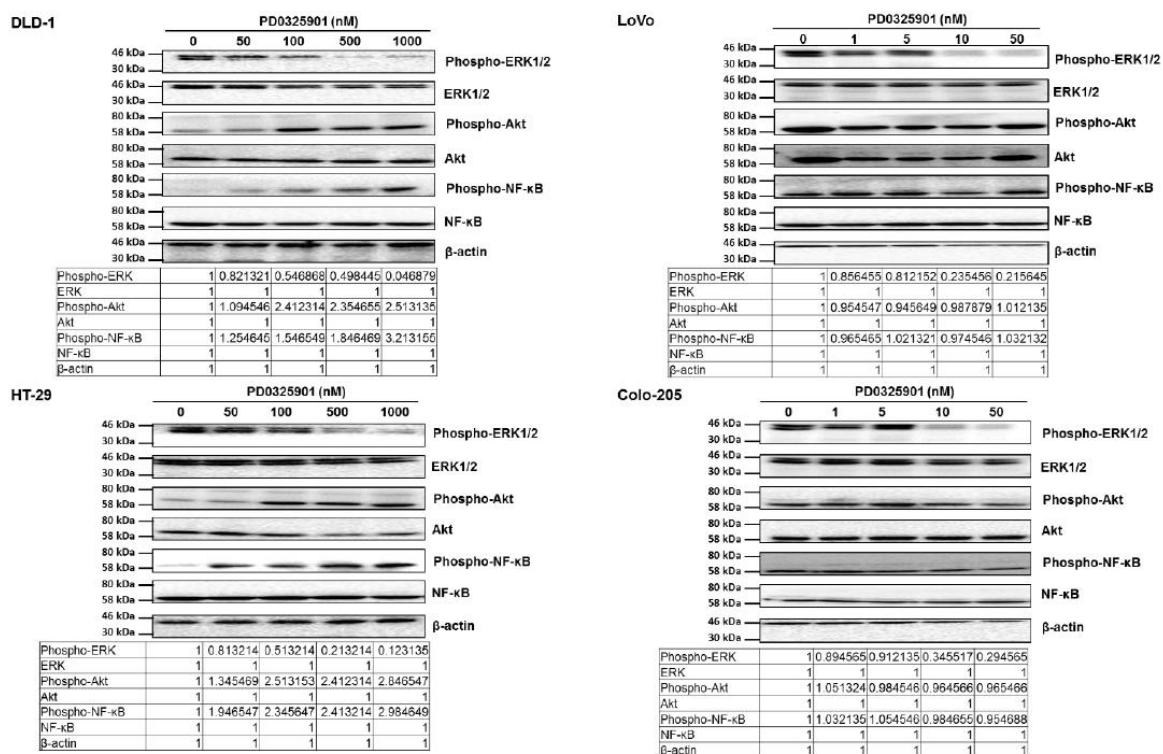 DLD-1
PD0325901 (nM)
0 50 100 500 1000
46 kDa
30 kDa
Phospho-ERK1/2
46 kDa
30 kDa
ERK1/2
80 kDa
58 kDa
Phospho-Akt
80 kDa
58 kDa
Akt
80 kDa
58 kDa
Phospho-NF-κB
80 kDa
58 kDa
NF-κB
46 kDa
30 kDa
β-actin
Phospho-ERK 1 0.821321 0.546868 0.498445 0.046879
ERK 1 1 1 1 1
Phospho-Akt 1 1.094546 2.412314 2.354655 2.513135
Akt 1 1 1 1 1
Phospho-NF-κB 1 1.254645 1.546549 1.846469 3.213155
NF-κB 1 1 1 1 1
β-actin 1 1 1 1 1
LoVo
PD0325901 (nM)
0 1 5 10 50
46 kDa
30 kDa
Phospho-ERK1/2
46 kDa
30 kDa
ERK1/2
80 kDa
58 kDa
Phospho-Akt
80 kDa
58 kDa
Akt
80 kDa
58 kDa
Phospho-NF-κB
80 kDa
58 kDa
NF-κB
46 kDa
30 kDa
β-actin
Phospho-ERK 1 0.856455 0.812152 0.235456 0.215645
ERK 1 1 1 1 1
Phospho-Akt 1 0.954547 0.945649 0.987879 1.012135
Akt 1 1 1 1 1
Phospho-NF-κB 1 0.965465 1.021321 0.974546 1.032132
NF-κB 1 1 1 1 1
β-actin 1 1 1 1 1
HT-29
PD0325901 (nM)
0 50 100 500 1000
46 kDa
30 kDa
Phospho-ERK1/2
46 kDa
30 kDa
ERK1/2
80 kDa
58 kDa
Phospho-Akt
80 kDa
58 kDa
Akt
80 kDa
58 kDa
Phospho-NF-κB
80 kDa
58 kDa
NF-κB
46 kDa
30 kDa
β-actin
Phospho-ERK 1 0.813214 0.513214 0.213214 0.123135
ERK 1 1 1 1 1
Phospho-Akt 1 1.345469 2.513153 2.412314 2.846547
Akt 1 1 1 1 1
Phospho-NF-κB 1 1.946547 2.345647 2.413214 2.984649
NF-κB 1 1 1 1 1
β-actin 1 1 1 1 1
Colo-205
PD0325901 (nM)
0 1 5 10 50
46 kDa
30 kDa
Phospho-ERK1/2
46 kDa
30 kDa
ERK1/2
80 kDa
58 kDa
Phospho-Akt
80 kDa
58 kDa
Akt
80 kDa
58 kDa
Phospho-NF-κB
80 kDa
58 kDa
NF-κB
46 kDa
30 kDa
β-actin
Phospho-ERK 1 0.894565 0.912135 0.345517 0.294565
ERK 1 1 1 1 1
Phospho-Akt 1 1.051324 0.984546 0.964566 0.965466
Akt 1 1 1 1 1
Phospho-NF-κB 1 1.032135 1.054546 0.984655 0.954688
NF-κB 1 1 1 1 1
β-actin 1 1 1 1 1